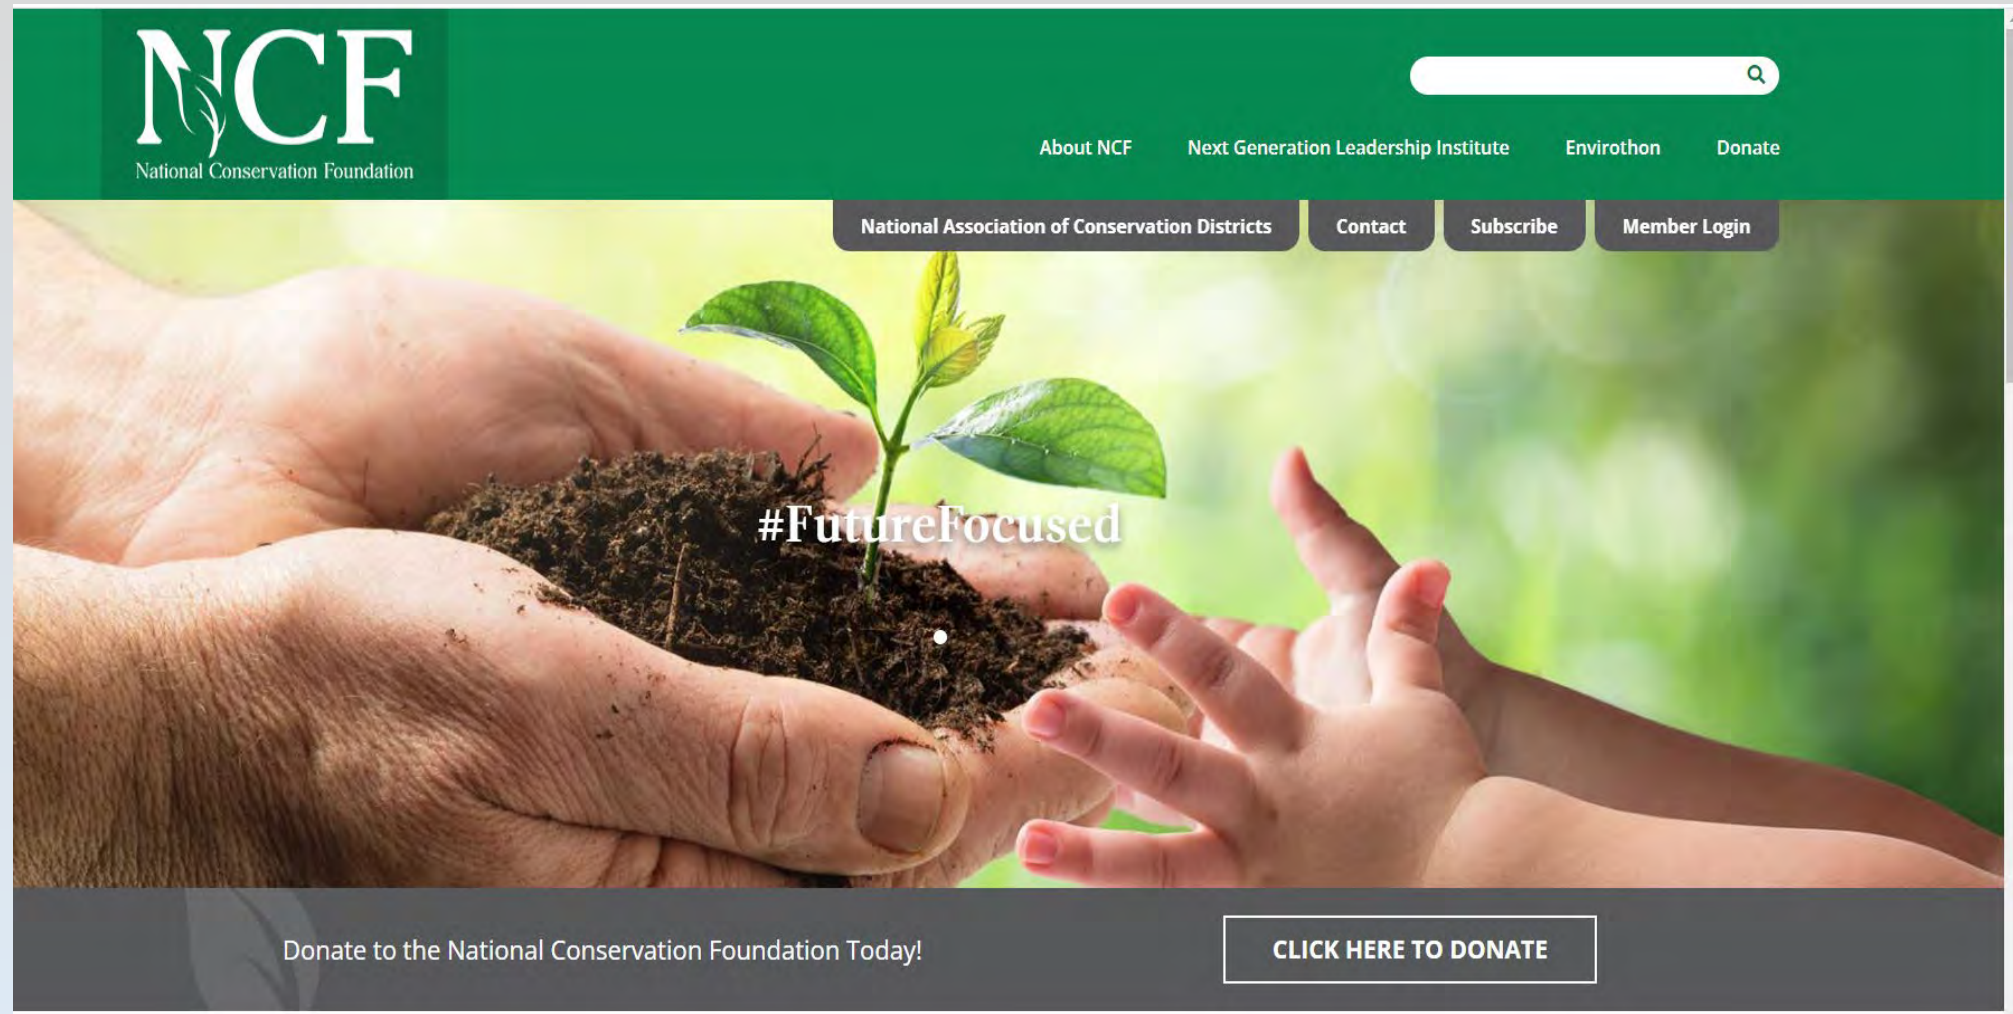 NCF
National Conservation Foundation
About NCF Next Generation Leadership Institute Envirothon Donate
National Association of Conservation Districts Contact Subscribe Member Login
#FutureFocused
Donate to the National Conservation Foundation Today! CLICK HERE TO DONATE